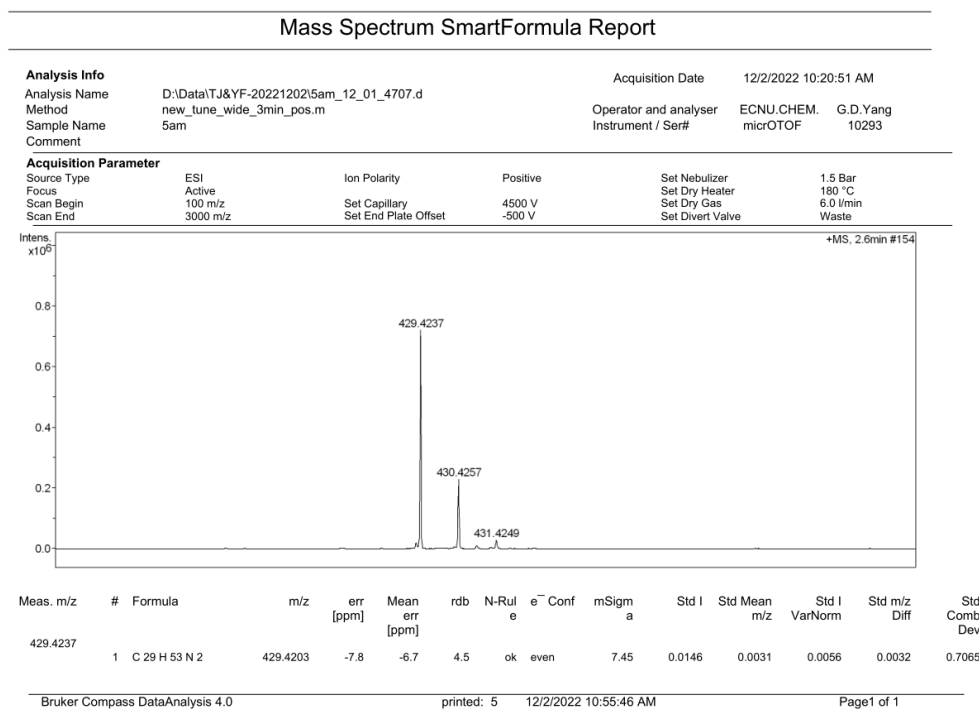 Mass Spectrum SmartFormula Report
Analysis Info
Acquisition Date 12/2/2022 10:20:51 AM
Analysis Name D:\Data\TJ&YF-20221202\5am_12_01_4707.d
Method new_tune_wide_3min_pos.m Operator and analyser ECNU.CHEM. G.D.Yang
Sample Name 5am Instrument / Ser# micrOTOF 10293
Comment
Acquisition Parameter
Source Type ESI Ion Polarity Positive Set Nebulizer 1.5 Bar
Focus Active Set Dry Heater 180 °C
Scan Begin 100 m/z Set Capillary 4500 V Set Dry Gas 6.0 l/min
Scan End 3000 m/z Set End Plate Offset -500 V Set Divert Valve Waste
Intens.
x10⁶
+MS, 2.6min #154
0.8
429.4237
0.6
0.4
430.4257
0.2
431.4249
0.0
Meas. m/z # Formula m/z err Mean rdb N-Rul e¯ Conf mSigm Std I Std Mean Std I Std m/z Std
[ppm] err e a m/z VarNorm Diff Comb
[ppm] Dev
429.4237
1 C 29 H 53 N 2 429.4203 -7.8 -6.7 4.5 ok even 7.45 0.0146 0.0031 0.0056 0.0032 0.7065
Bruker Compass DataAnalysis 4.0 printed: 5 12/2/2022 10:55:46 AM Page1 of 1